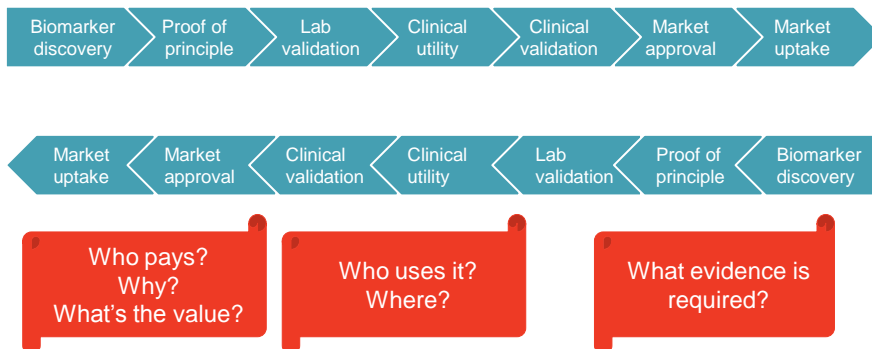 Biomarker
discovery
Proof of
principle
Lab
validation
Clinical
utility
Clinical
validation
Market
approval
Market
uptake
Market
uptake
Market
approval
Clinical
validation
Clinical
utility
Lab
validation
Proof of
principle
Biomarker
discovery
Who pays?
Why?
What's the value?
Who uses it?
Where?
What evidence is
required?